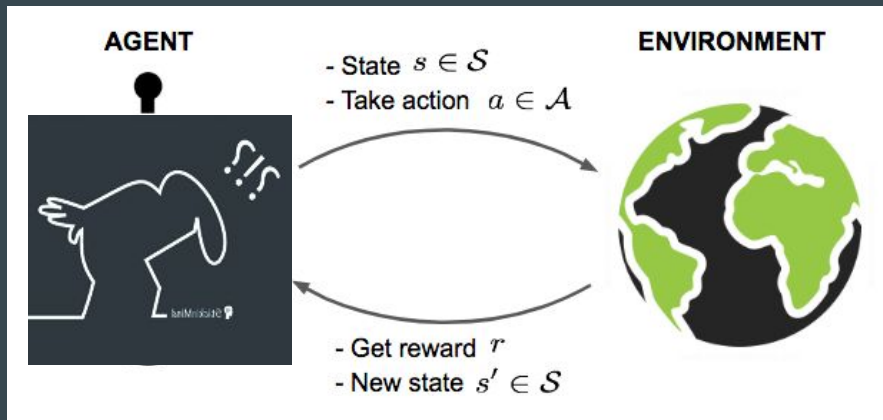 AGENT
ENVIRONMENT
- State s ∈ 𝒮
- Take action a ∈ 𝒜
?!?
- Get reward r
- New state s′ ∈ 𝒮